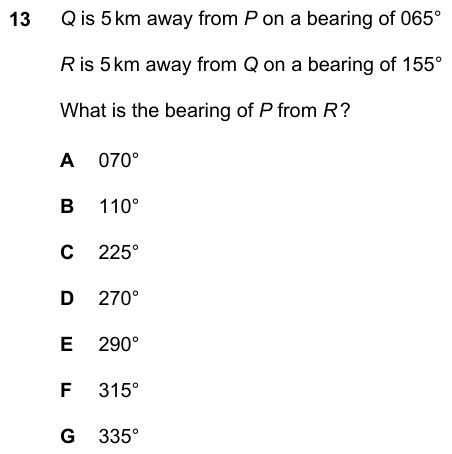 13 Q is 5 km away from P on a bearing of 065°
R is 5 km away from Q on a bearing of 155°
What is the bearing of P from R?
A 070°
B 110°
C 225°
D 270°
E 290°
F 315°
G 335°